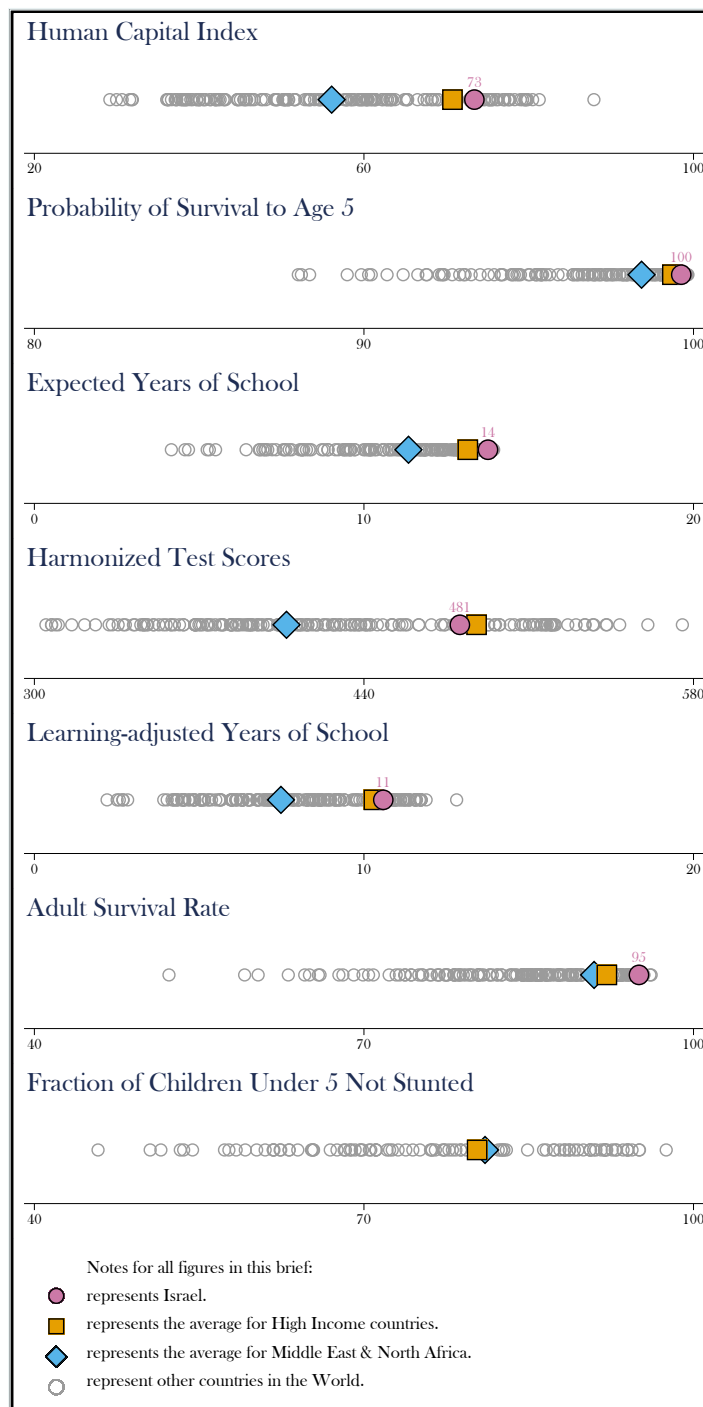 Human Capital Index
73
20 60 100
Probability of Survival to Age 5
100
80 90 100
Expected Years of School
14
0 10 20
Harmonized Test Scores
481
300 440 580
Learning-adjusted Years of School
11
0 10 20
Adult Survival Rate
95
40 70 100
Fraction of Children Under 5 Not Stunted
40 70 100
Notes for all figures in this brief:
represents Israel.
represents the average for High Income countries.
represents the average for Middle East & North Africa.
represent other countries in the World.